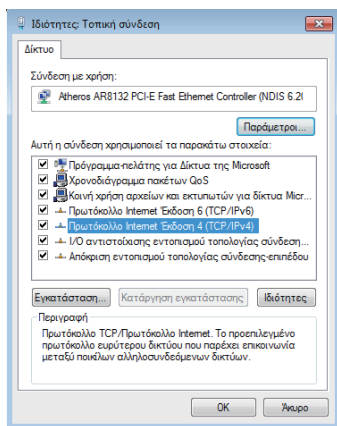 Ιδιότητες: Τοπική σύνδεση
Δίκτυο
Σύνδεση με χρήση:
Atheros AR8132 PCI-E Fast Ethernet Controller (NDIS 6.20
Παράμετροι...
Αυτή η σύνδεση χρησιμοποιεί τα παρακάτω στοιχεία:
Πρόγραμμα-πελάτης για Δίκτυα της Microsoft
Χρονοδιάγραμμα πακέτων QoS
Κοινή χρήση αρχείων και εκτυπωτών για δίκτυα Micr...
Πρωτόκολλο Internet Έκδοση 6 (TCP/IPv6)
Πρωτόκολλο Internet Έκδοση 4 (TCP/IPv4)
I/O αντιστοίχισης εντοπισμού τοπολογίας σύνδεση...
Απόκριση εντοπισμού τοπολογίας σύνδεσης-επιπέδου
Εγκατάσταση... Κατάργηση εγκατάστασης Ιδιότητες
Περιγραφή
Πρωτόκολλο TCP/Πρωτόκολλο Internet. Το προεπιλεγμένο
πρωτόκολλο ευρύτερου δικτύου που παρέχει επικοινωνία
μεταξύ ποικίλων αλληλοσυνδεόμενων δικτύων.
OK Άκυρο